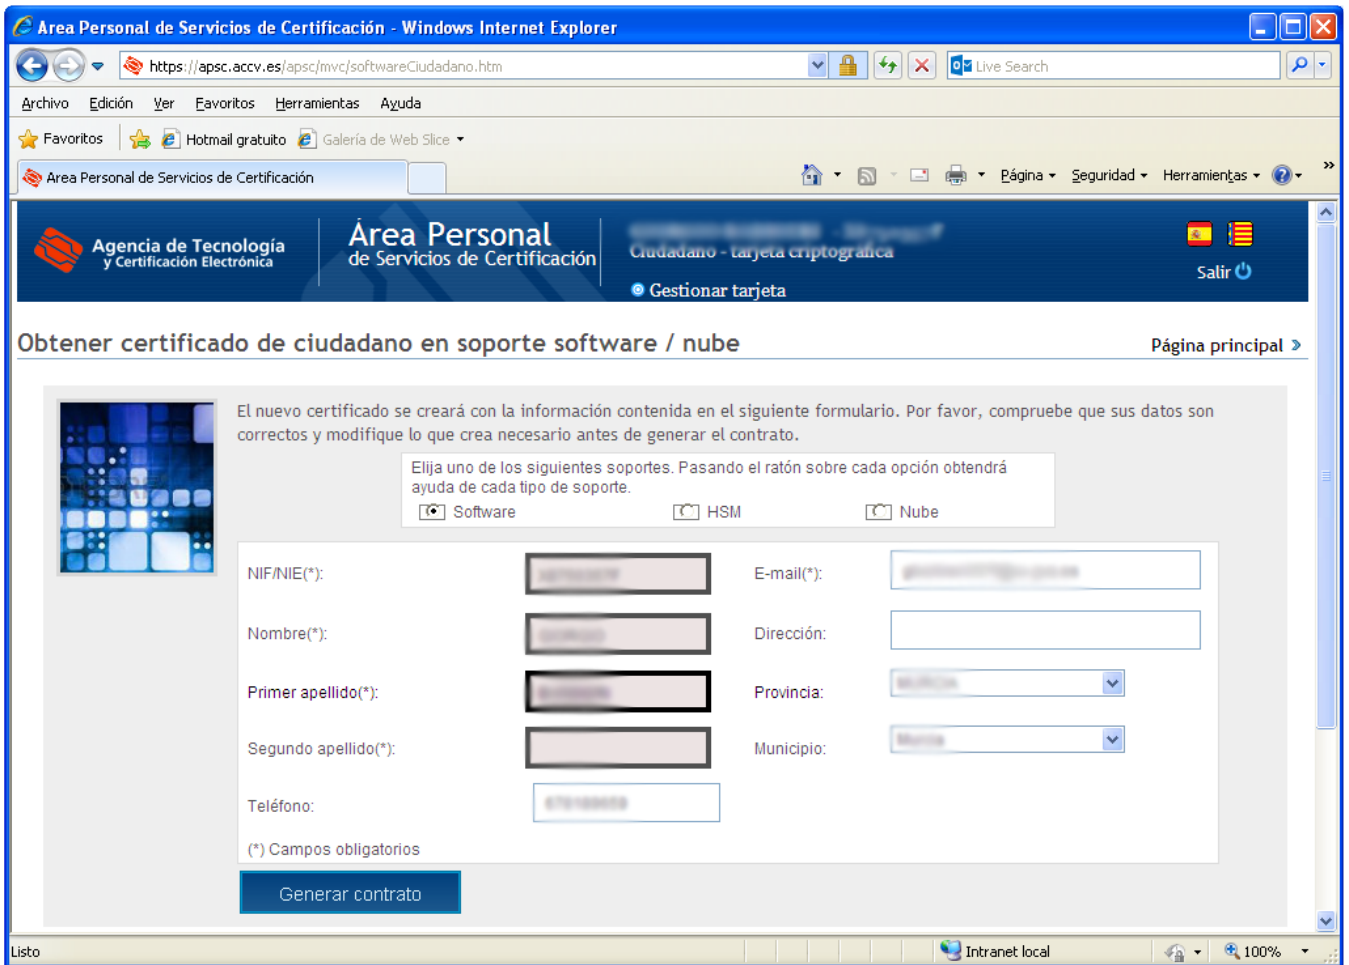 Area Personal de Servicios de Certificación - Windows Internet Explorer
https://apsc.accv.es/apsc/mvc/softwareCiudadano.htm
Live Search
Archivo Edición Ver Favoritos Herramientas Ayuda
Favoritos Hotmail gratuito Galería de Web Slice
Area Personal de Servicios de Certificación
Página Seguridad Herramientas »
Agencia de Tecnología
y Certificación Electrónica
Área Personal
de Servicios de Certificación
Ciudadano - tarjeta criptográfica
Gestionar tarjeta
Salir
Obtener certificado de ciudadano en soporte software / nube
Página principal
El nuevo certificado se creará con la información contenida en el siguiente formulario. Por favor, compruebe que sus datos son
correctos y modifique lo que crea necesario antes de generar el contrato.
Elija uno de los siguientes soportes. Pasando el ratón sobre cada opción obtendrá
ayuda de cada tipo de soporte.
Software HSM Nube
NIF/NIE(*): E-mail(*):
Nombre(*): Dirección:
Primer apellido(*): Provincia:
Segundo apellido(*): Municipio:
Teléfono:
(*) Campos obligatorios
Generar contrato
Listo Intranet local 100%